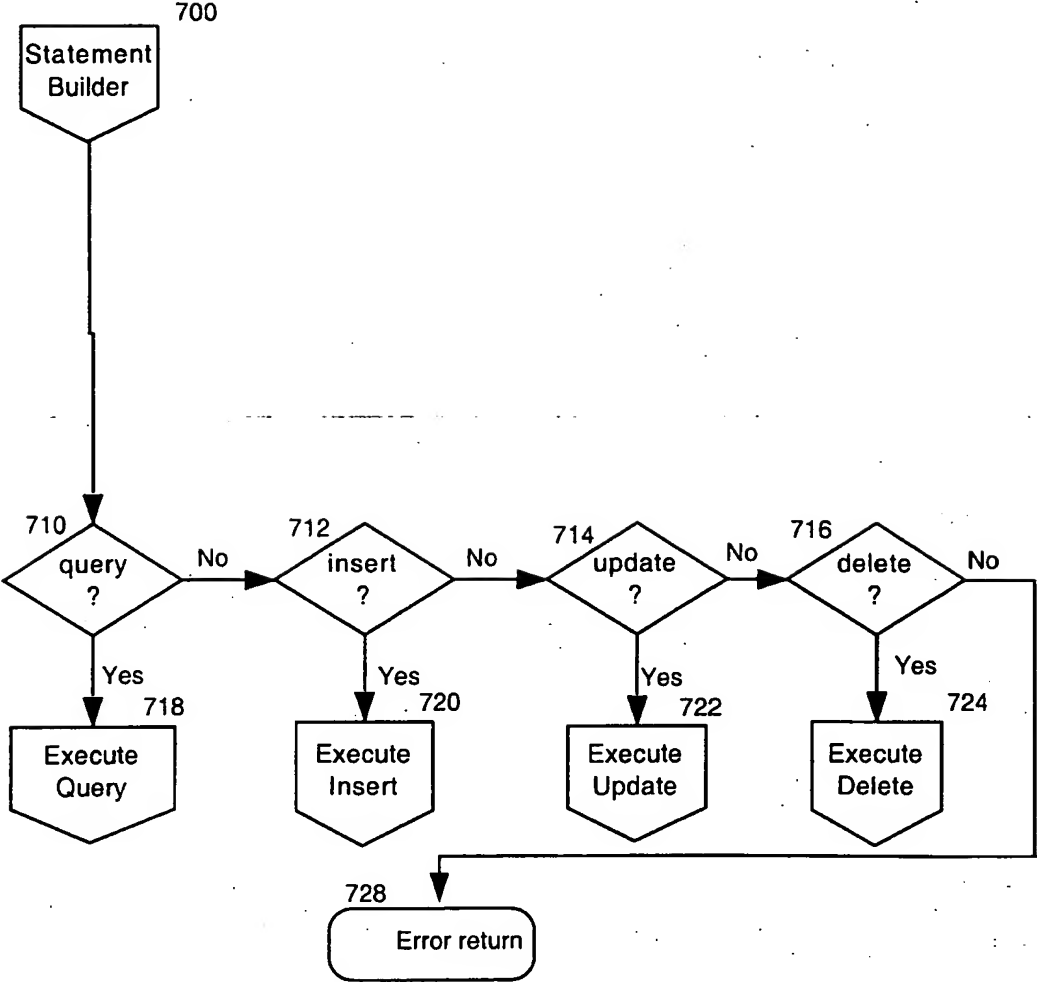 700
Statement
Builder
710
query
?
No
712
insert
?
No
714
update
?
No
716
delete
?
No
Yes
718
Execute
Query
Yes
720
Execute
Insert
Yes
722
Execute
Update
Yes
724
Execute
Delete
728
Error return